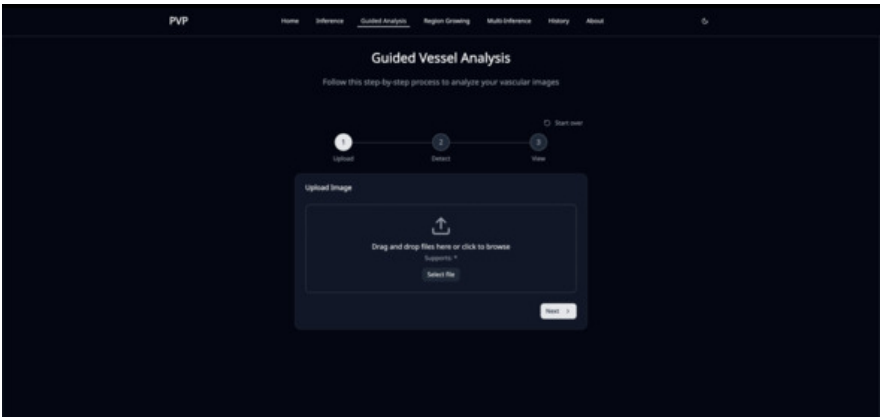 PVP Home Inference Guided Analysis Region Growing Multi-Inference History About
Guided Vessel Analysis
Follow this step-by-step process to analyze your vascular images
Start over
1 2 3
Upload Detect View
Upload Image
Drag and drop files here or click to browse
Supports: *
Select file
Next